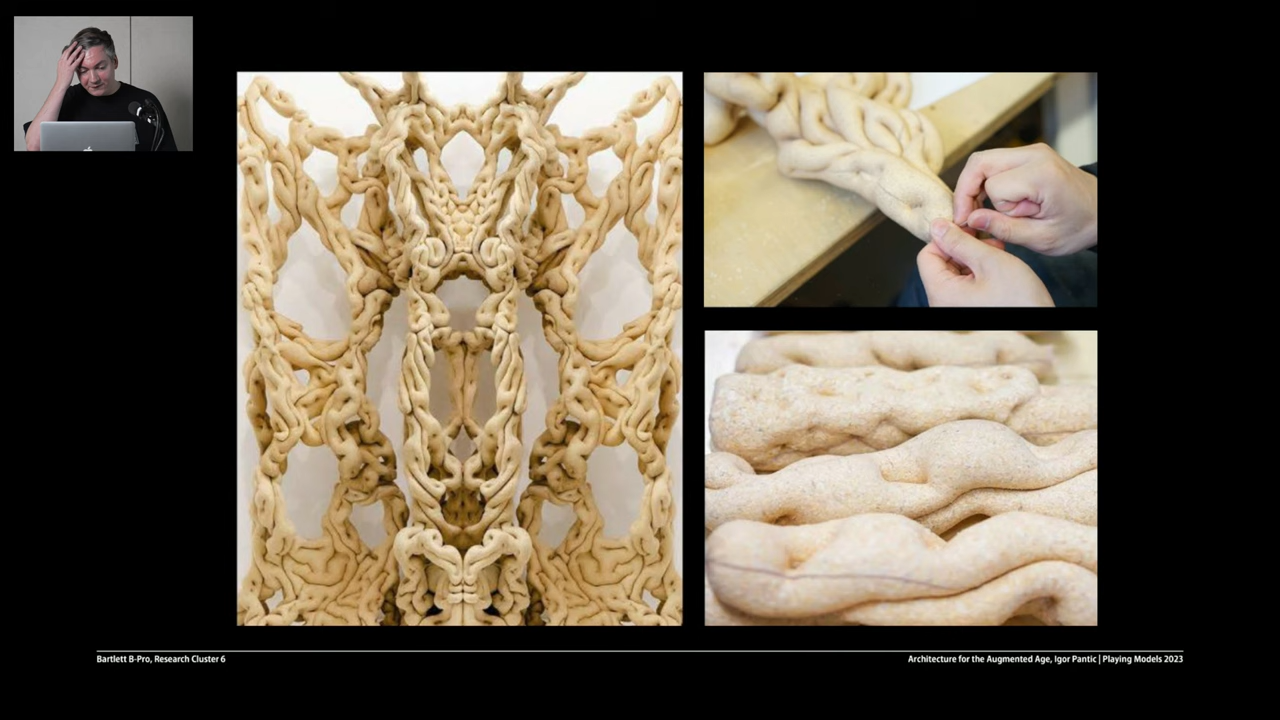 Bartlett B-Pro, Research Cluster 6
Architecture for the Augmented Age, Igor Pantic | Playing Models 2023